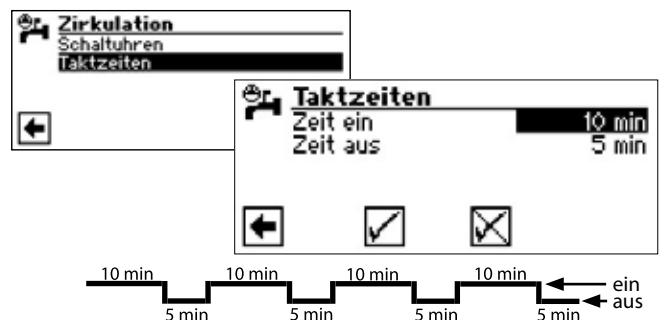 Zirkulation
Schaltuhren
Taktzeiten
Taktzeiten
Zeit ein 10 min
Zeit aus 5 min
10 min 10 min 10 min 10 min
ein
aus
5 min 5 min 5 min 5 min